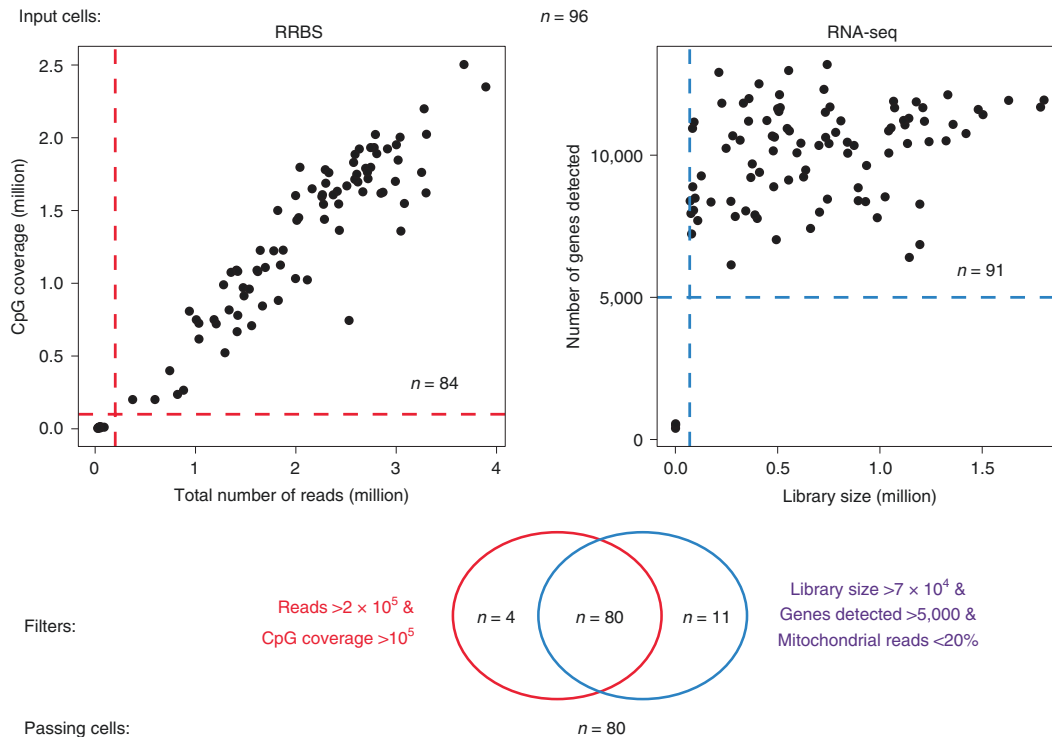 Input cells:
n = 96
RRBS
CpG coverage (million)
2.5
2.0
1.5
1.0
0.5
0.0
n = 84
0
1
2
3
4
Total number of reads (million)
RNA-seq
Number of genes detected
10,000
5,000
0
n = 91
0.0
0.5
1.0
1.5
Library size (million)
Filters:
Reads >2 × 10⁵ &
CpG coverage >10⁵
n = 4
n = 80
n = 11
Library size >7 × 10⁴ &
Genes detected >5,000 &
Mitochondrial reads <20%
Passing cells:
n = 80